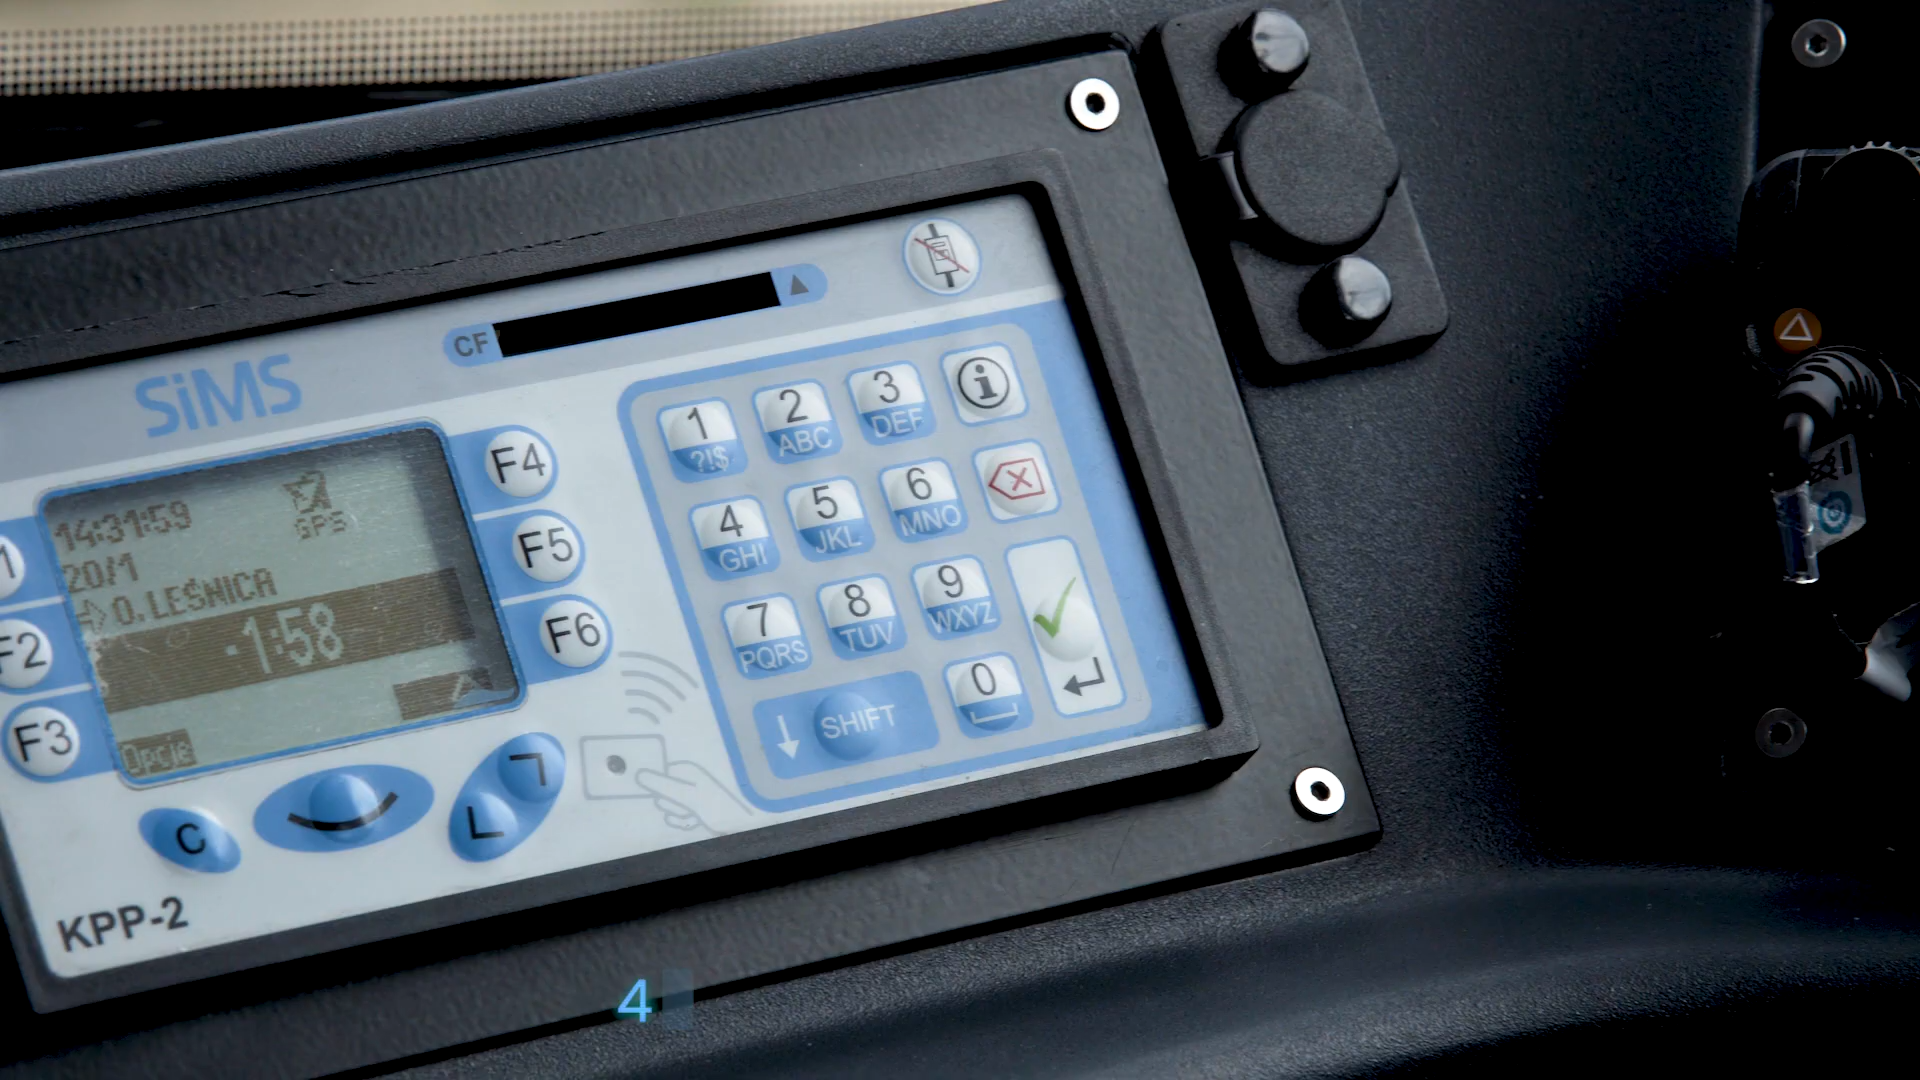 CF
SiMS
14:31:59
GPS
20/1
O.LEŚNICA
-1:58
Opcje
1
F2
F3
F4
F5
F6
1 ?!$
2 ABC
3 DEF
i
4 GHI
5 JKL
6 MNO
7 PQRS
8 TUV
9 WXYZ
SHIFT
0
C
KPP-2
4